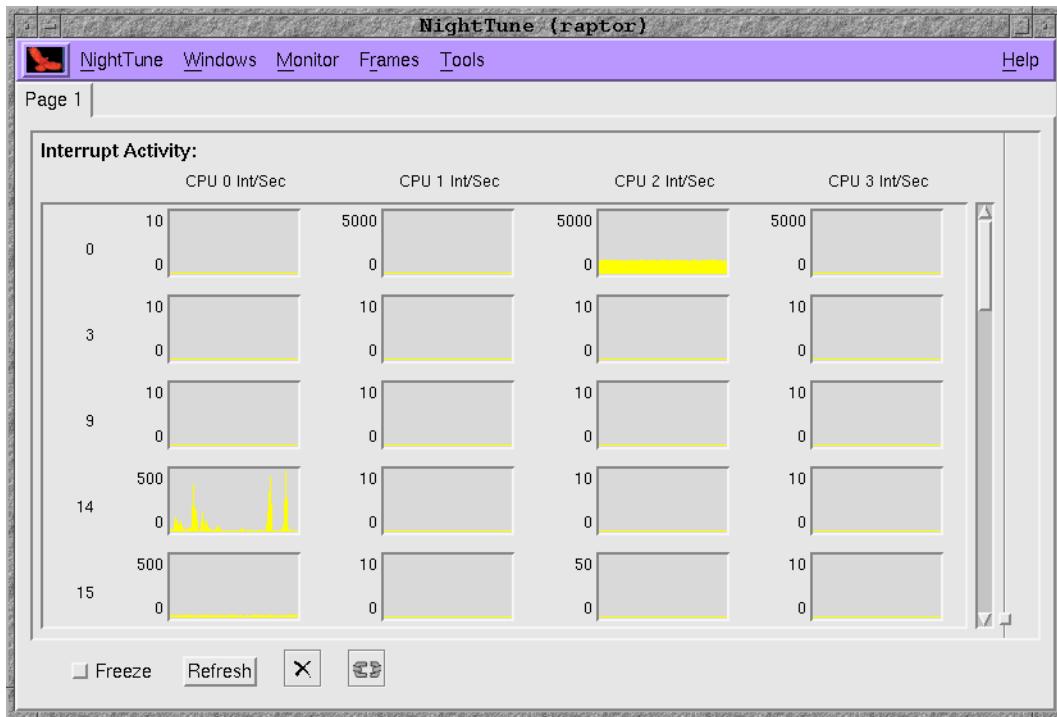 NightTune (raptor)
NightTune Windows Monitor Frames Tools Help
Page 1
Interrupt Activity:
CPU 0 Int/Sec CPU 1 Int/Sec CPU 2 Int/Sec CPU 3 Int/Sec
10 5000 5000 5000
0
0 0 0 0
10 10 10 10
3
0 0 0 0
10 10 10 10
9
0 0 0 0
500 10 10 10
14
0 0 0 0
500 10 50 10
15
0 0 0 0
Freeze Refresh